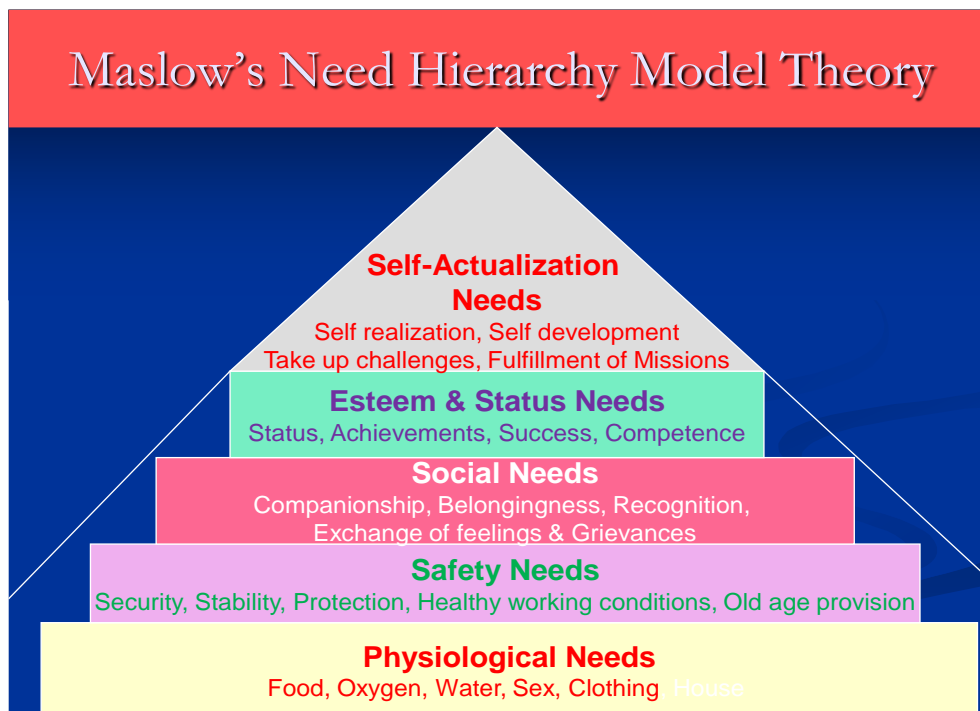 Maslow's Need Hierarchy Model Theory
Self-Actualization
Needs
Self realization, Self development
Take up challenges, Fulfillment of Missions
Esteem & Status Needs
Status, Achievements, Success, Competence
Social Needs
Companionship, Belongingness, Recognition,
Exchange of feelings & Grievances
Safety Needs
Security, Stability, Protection, Healthy working conditions, Old age provision
Physiological Needs
Food, Oxygen, Water, Sex, Clothing, House